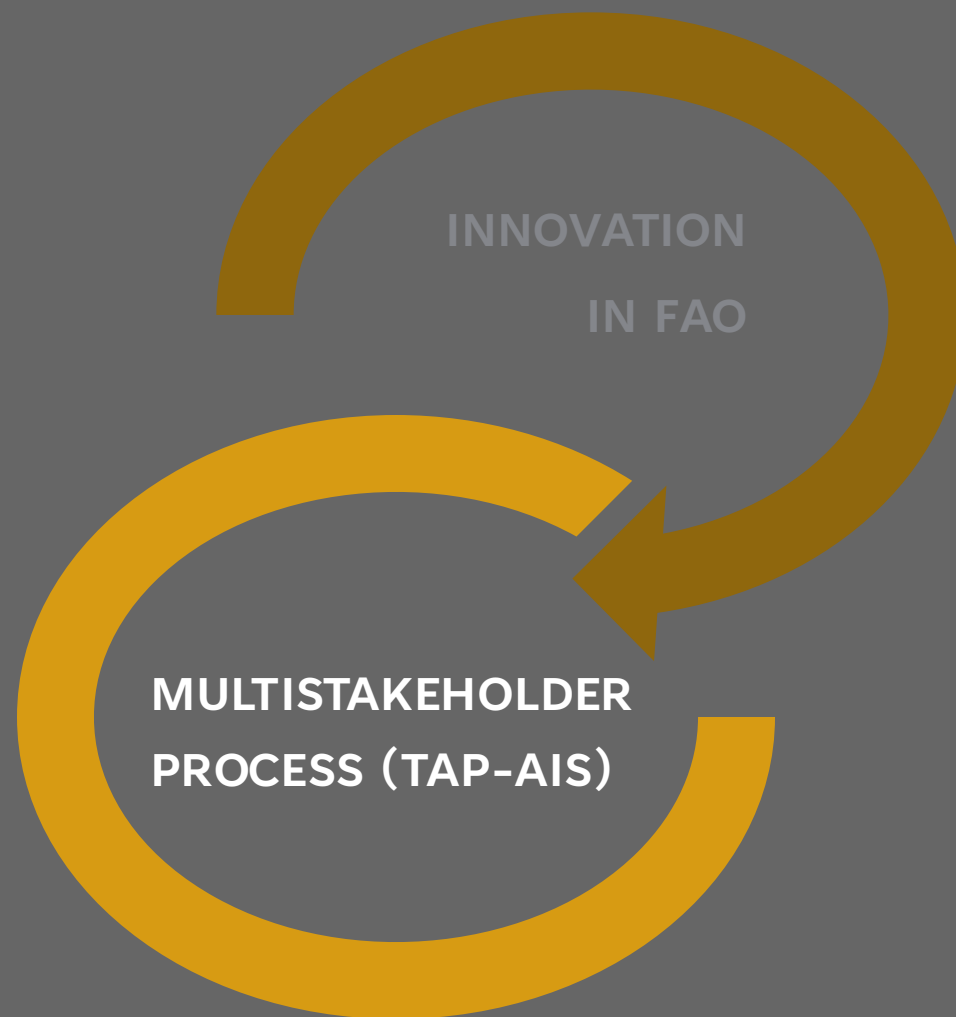 INNOVATION
IN FAO
MULTISTAKEHOLDER
PROCESS (TAP-AIS)